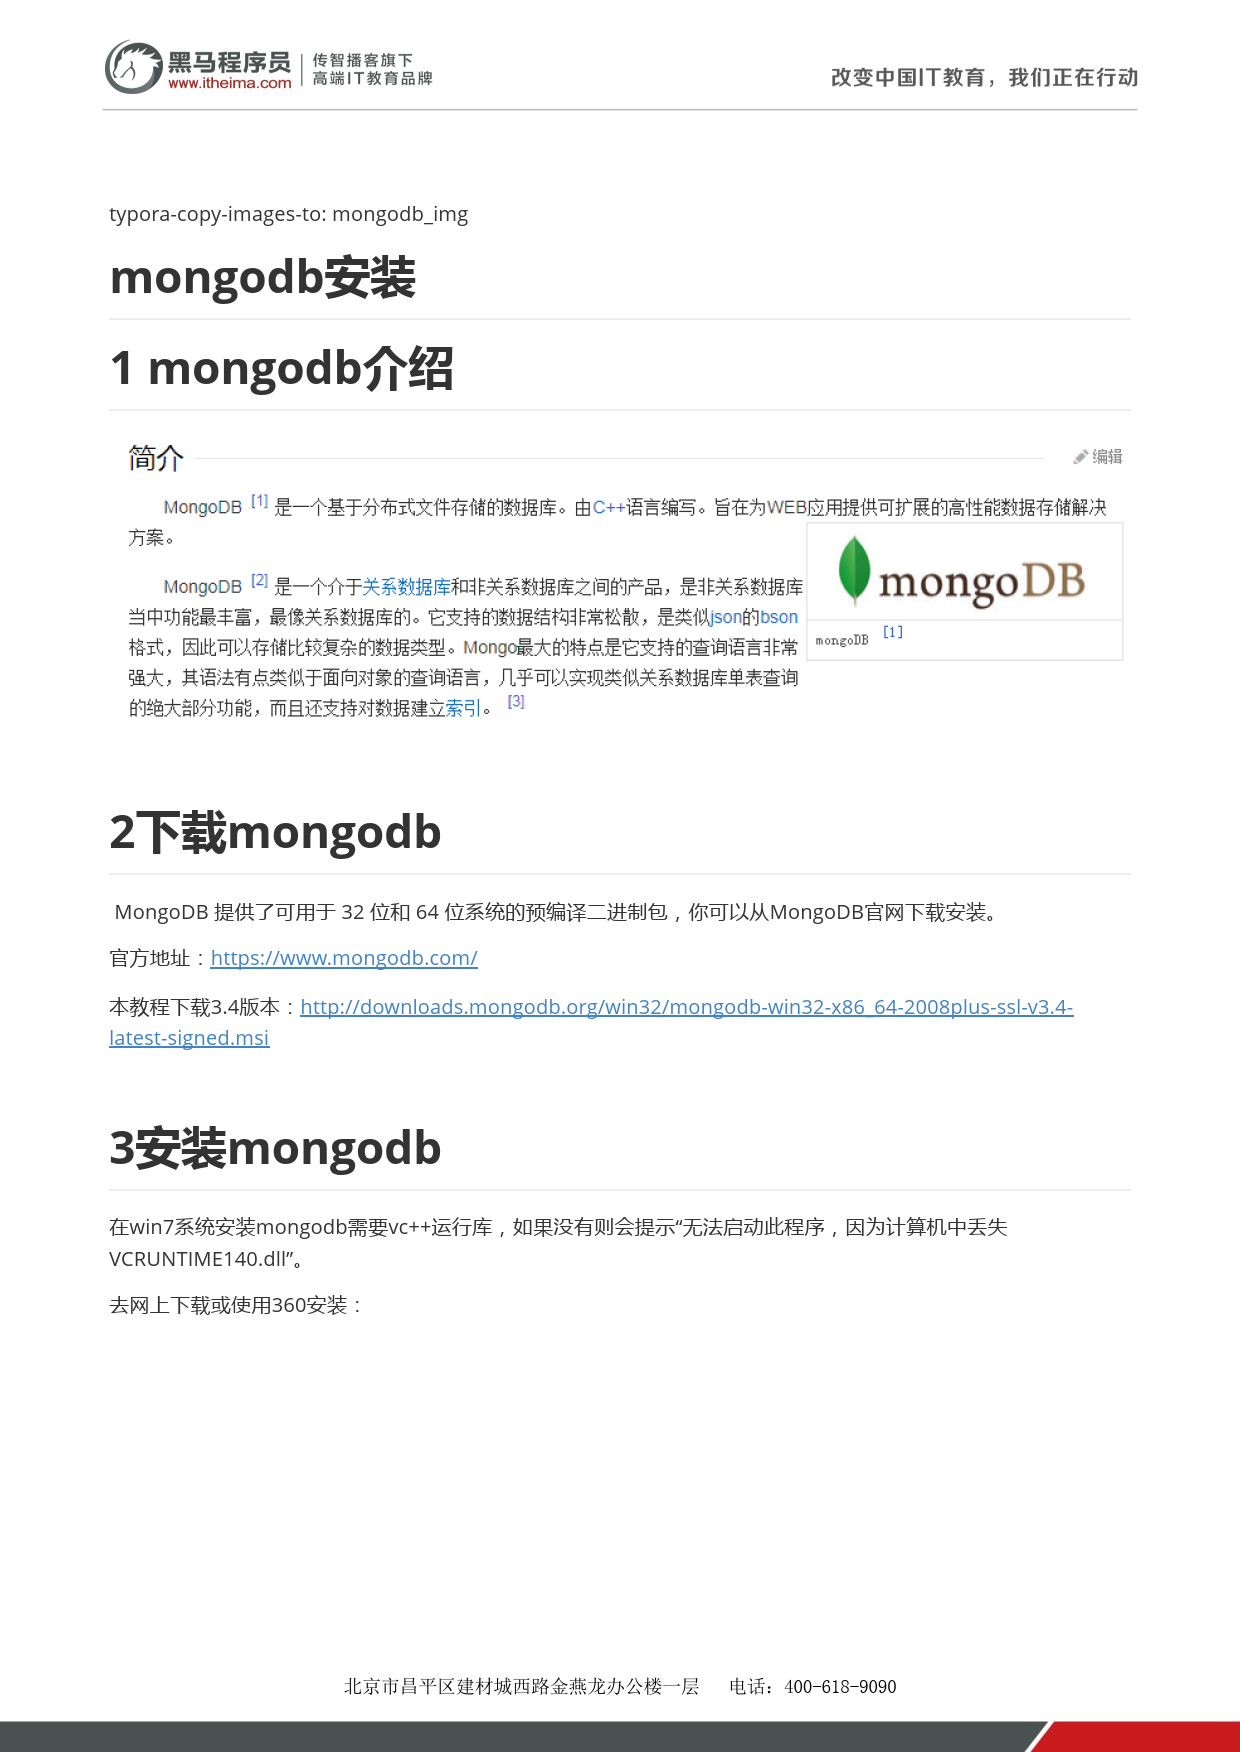 黑马程序员 传智播客旗下
www.itheima.com 高端IT教育品牌
改变中国IT教育，我们正在行动
typora-copy-images-to: mongodb_img
mongodb安装
1 mongodb介绍
简介 编辑
MongoDB [1] 是一个基于分布式文件存储的数据库。由C++语言编写。旨在为WEB应用提供可扩展的高性能数据存储解决
方案。
MongoDB [2] 是一个介于关系数据库和非关系数据库之间的产品，是非关系数据库
当中功能最丰富，最像关系数据库的。它支持的数据结构非常松散，是类似json的bson
格式，因此可以存储比较复杂的数据类型。Mongo最大的特点是它支持的查询语言非常
强大，其语法有点类似于面向对象的查询语言，几乎可以实现类似关系数据库单表查询
的绝大部分功能，而且还支持对数据建立索引。 [3]
mongoDB
mongoDB [1]
2下载mongodb
MongoDB 提供了可用于 32 位和 64 位系统的预编译二进制包，你可以从MongoDB官网下载安装。
官方地址：https://www.mongodb.com/
本教程下载3.4版本：http://downloads.mongodb.org/win32/mongodb-win32-x86_64-2008plus-ssl-v3.4-
latest-signed.msi
3安装mongodb
在win7系统安装mongodb需要vc++运行库，如果没有则会提示“无法启动此程序，因为计算机中丢失
VCRUNTIME140.dll”。
去网上下载或使用360安装：
北京市昌平区建材城西路金燕龙办公楼一层 电话：400-618-9090